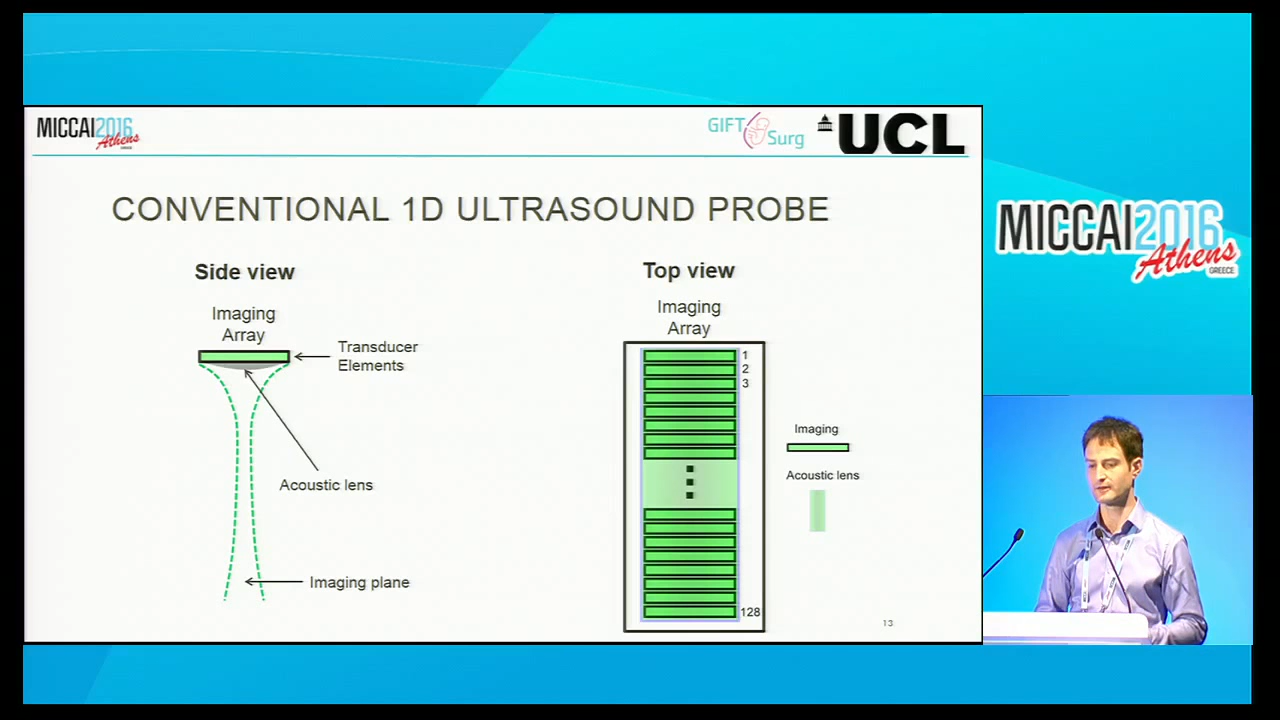 MICCAI2016
Athens
GREECE
GIFT
Surg
UCL
CONVENTIONAL 1D ULTRASOUND PROBE
Side view
Imaging
Array
Transducer
Elements
Acoustic lens
Imaging plane
Top view
Imaging
Array
1
2
3
128
Imaging
Acoustic lens
13
MICCAI2016
Athens
GREECE